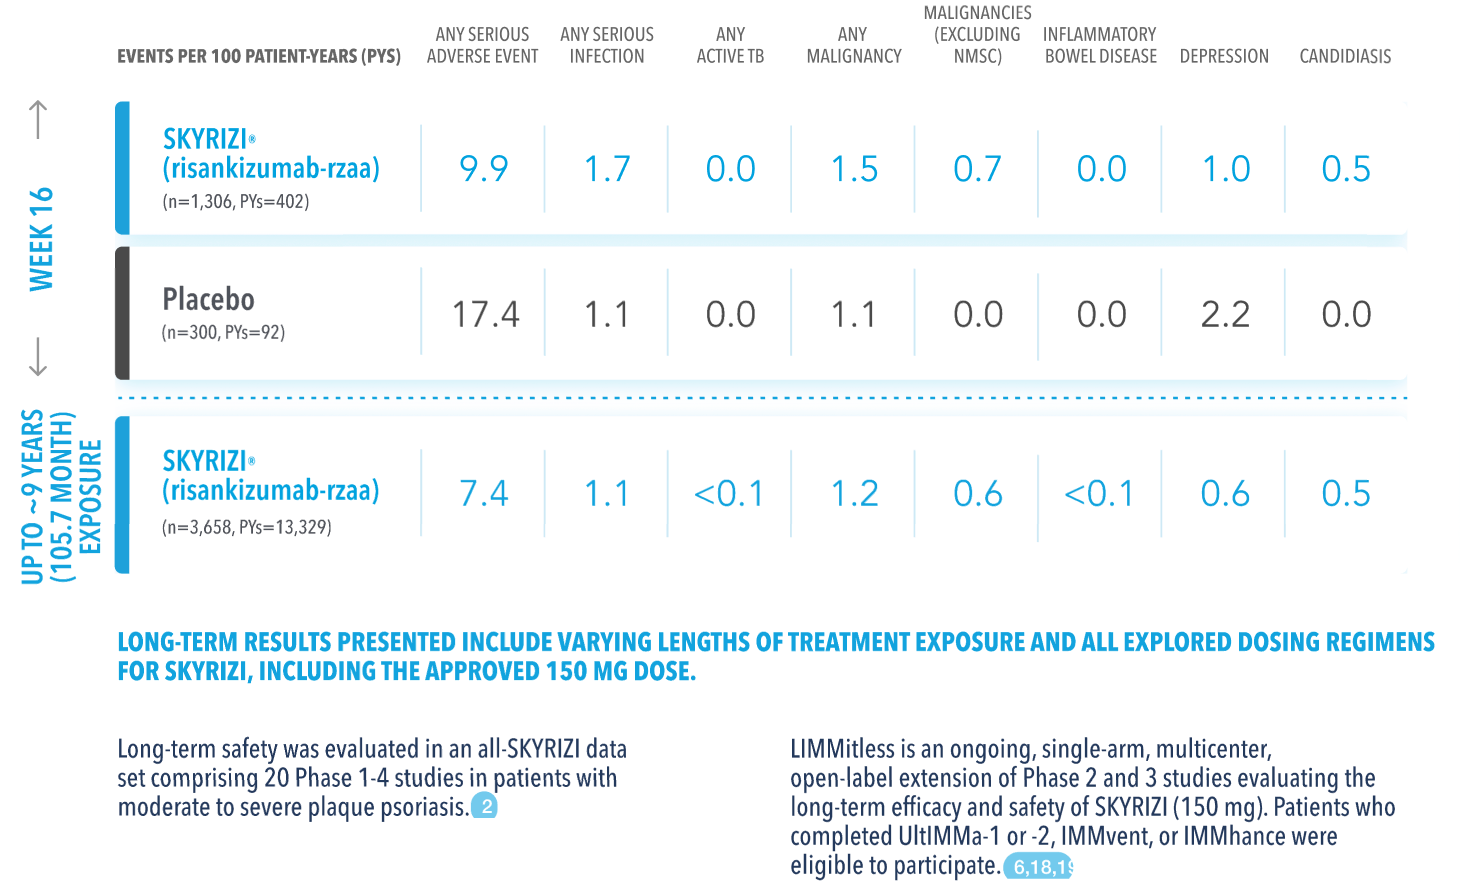 EVENTS PER 100 PATIENT-YEARS (PYS)
ANY SERIOUS
ADVERSE EVENT
ANY SERIOUS
INFECTION
ANY
ACTIVE TB
ANY
MALIGNANCY
MALIGNANCIES
(EXCLUDING
NMSC)
INFLAMMATORY
BOWEL DISEASE
DEPRESSION
CANDIDIASIS
WEEK 16
SKYRIZI®
(risankizumab-rzaa)
(n=1,306, PYs=402)
9.9 1.7 0.0 1.5 0.7 0.0 1.0 0.5
Placebo
(n=300, PYs=92)
17.4 1.1 0.0 1.1 0.0 0.0 2.2 0.0
UP TO ~9 YEARS
(105.7 MONTH)
EXPOSURE
SKYRIZI®
(risankizumab-rzaa)
(n=3,658, PYs=13,329)
7.4 1.1 <0.1 1.2 0.6 <0.1 0.6 0.5
LONG-TERM RESULTS PRESENTED INCLUDE VARYING LENGTHS OF TREATMENT EXPOSURE AND ALL EXPLORED DOSING REGIMENS
FOR SKYRIZI, INCLUDING THE APPROVED 150 MG DOSE.
Long-term safety was evaluated in an all-SKYRIZI data
set comprising 20 Phase 1-4 studies in patients with
moderate to severe plaque psoriasis. 2
LIMMitless is an ongoing, single-arm, multicenter,
open-label extension of Phase 2 and 3 studies evaluating the
long-term efficacy and safety of SKYRIZI (150 mg). Patients who
completed UltIMMa-1 or -2, IMMvent, or IMMhance were
eligible to participate. 6,18,19